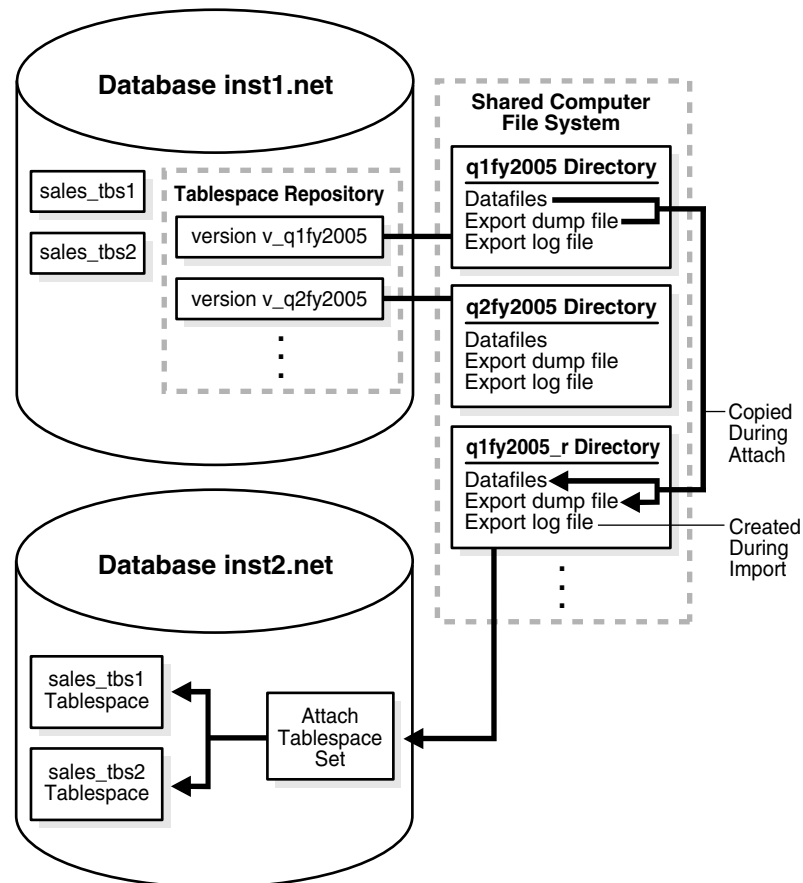 Database inst1.net
sales_tbs1
sales_tbs2
Tablespace Repository
version v_q1fy2005
version v_q2fy2005
Shared Computer
File System
q1fy2005 Directory
Datafiles
Export dump file
Export log file
q2fy2005 Directory
Datafiles
Export dump file
Export log file
q1fy2005_r Directory
Datafiles
Export dump file
Export log file
Copied
During
Attach
Created
During
Import
Database inst2.net
sales_tbs1
Tablespace
sales_tbs2
Tablespace
Attach
Tablespace
Set